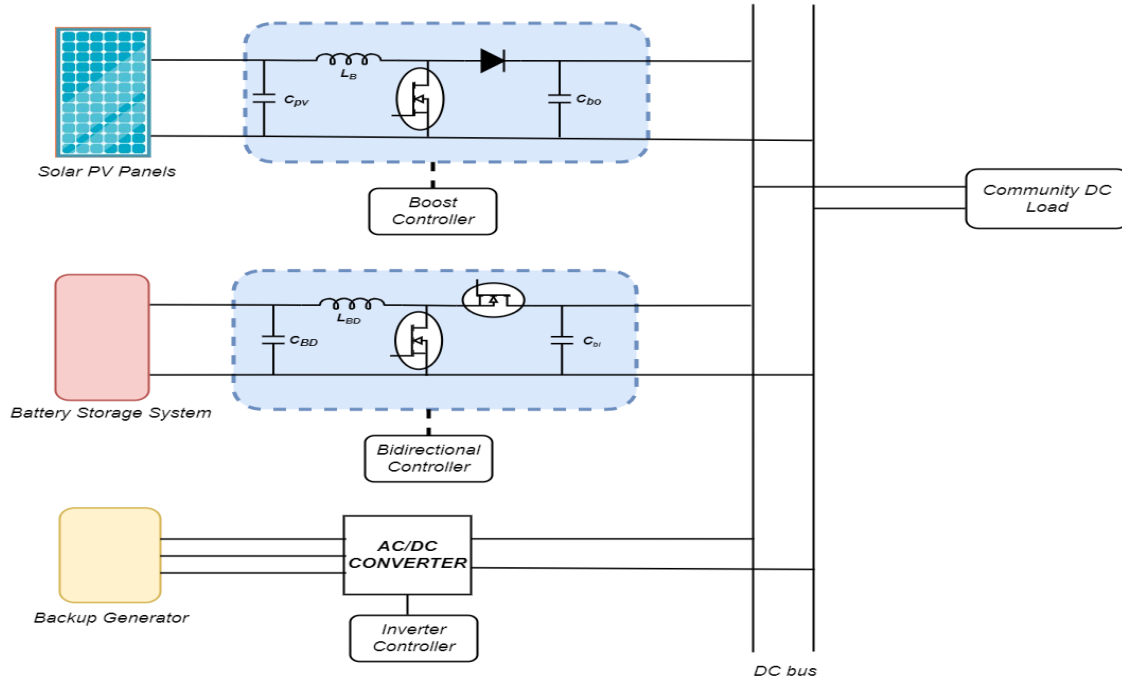 L_B
C_pv
C_bo
Solar PV Panels
Boost
Controller
Community DC
Load
L_BD
C_BD
C_bi
Battery Storage System
Bidirectional
Controller
AC/DC
CONVERTER
Backup Generator
Inverter
Controller
DC bus